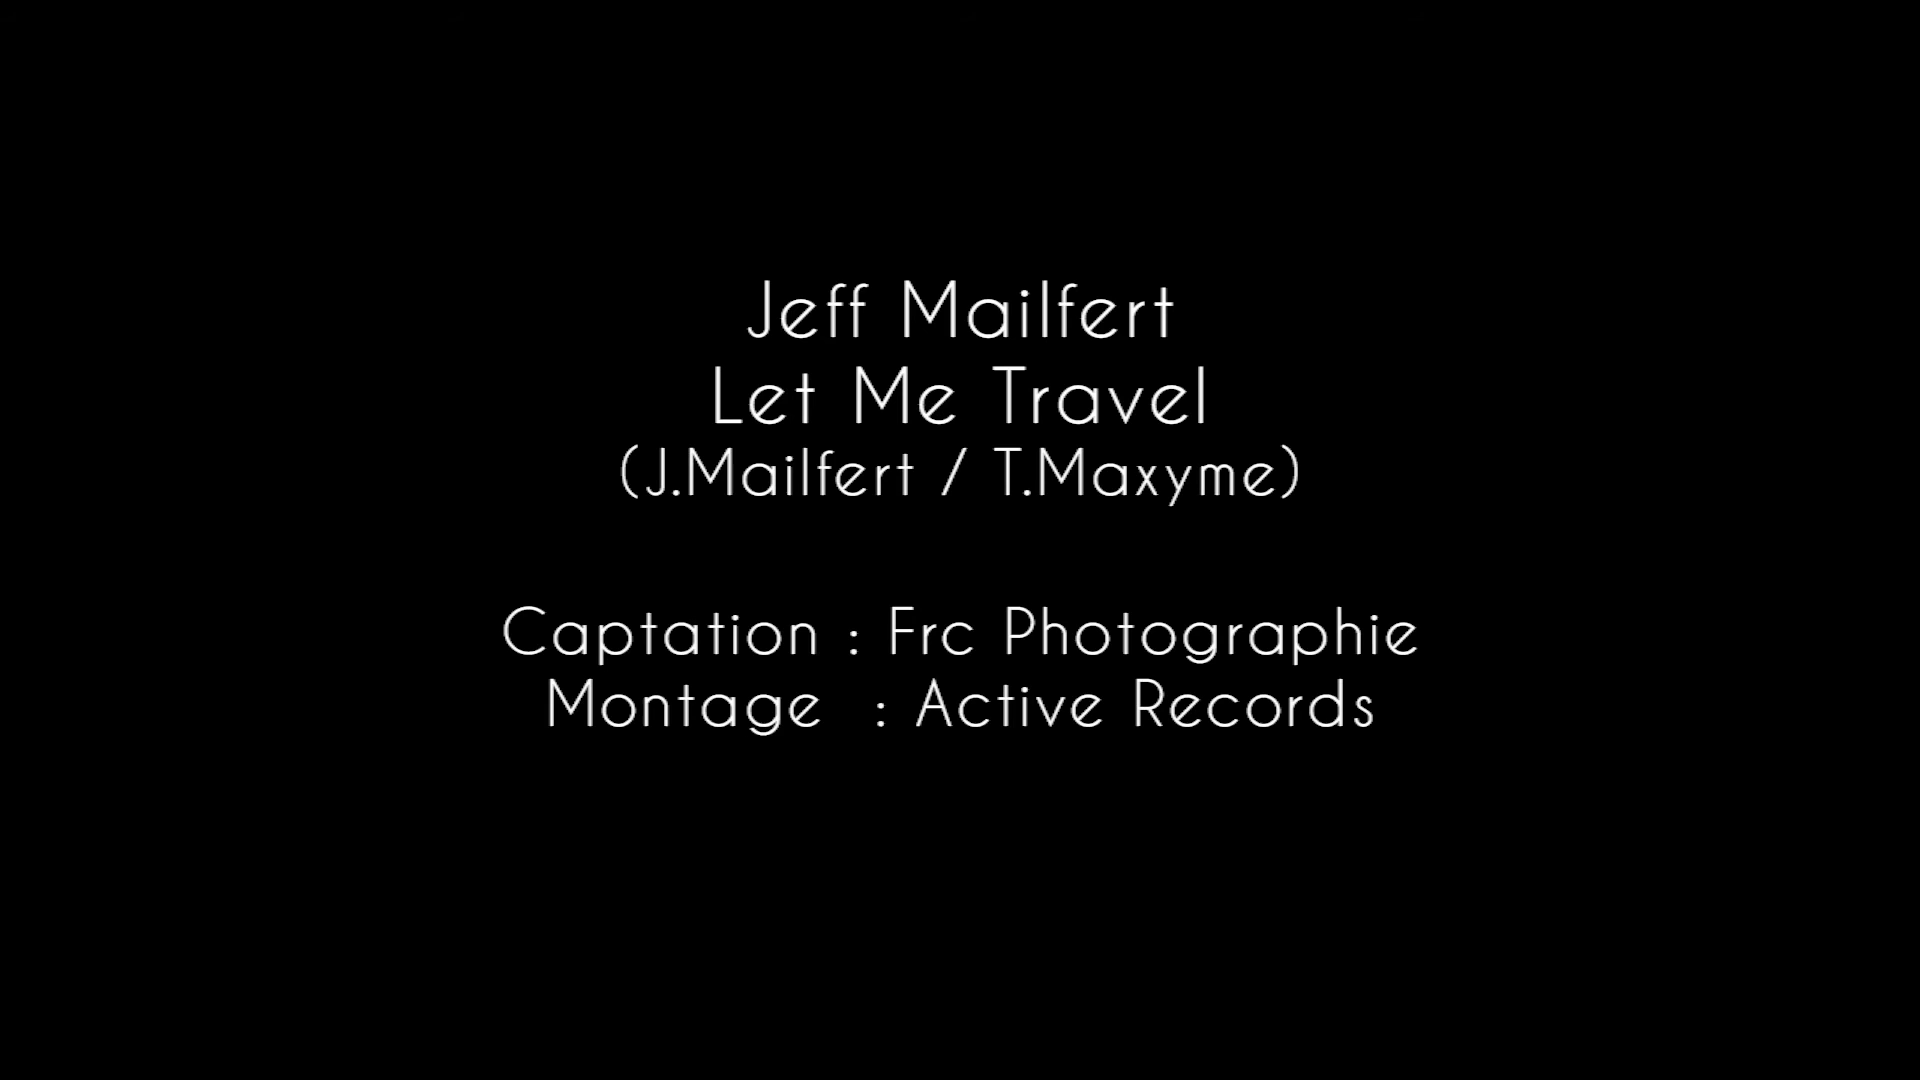 Jeff Mailfert
Let Me Travel
(J.Mailfert / T.Maxyme)
Captation : Frc Photographie
Montage  : Active Records